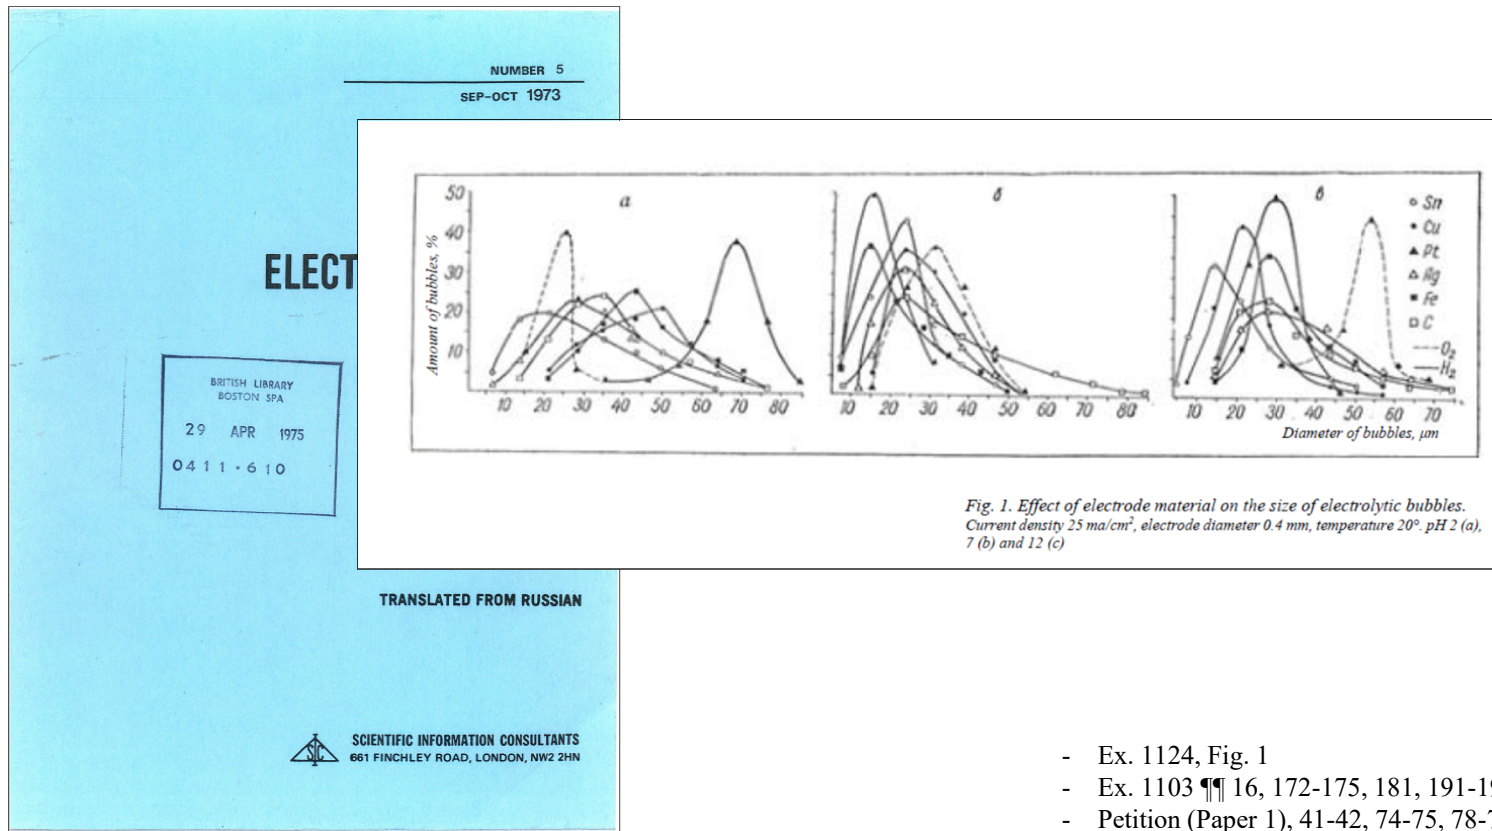 NUMBER 5
SEP-OCT 1973
ELECT
BRITISH LIBRARY
BOSTON SPA
29 APR 1975
0411·610
TRANSLATED FROM RUSSIAN
SCIENTIFIC INFORMATION CONSULTANTS
661 FINCHLEY ROAD, LONDON, NW2 2HN
SIC
Amount of bubbles, %
50
40
30
20
10
а
10 20 30 40 50 60 70 80
б
10 20 30 40 50 60 70 80
в
10 20 30 40 50 60 70
Diameter of bubbles, μm
Sn
Cu
Pt
Ag
Fe
C
O₂
H₂
Fig. 1. Effect of electrode material on the size of electrolytic bubbles.
Current density 25 ma/cm², electrode diameter 0.4 mm, temperature 20°. pH 2 (a),
7 (b) and 12 (c)
- Ex. 1124, Fig. 1
- Ex. 1103 ¶¶ 16, 172-175, 181, 191-19
- Petition (Paper 1), 41-42, 74-75, 78-7